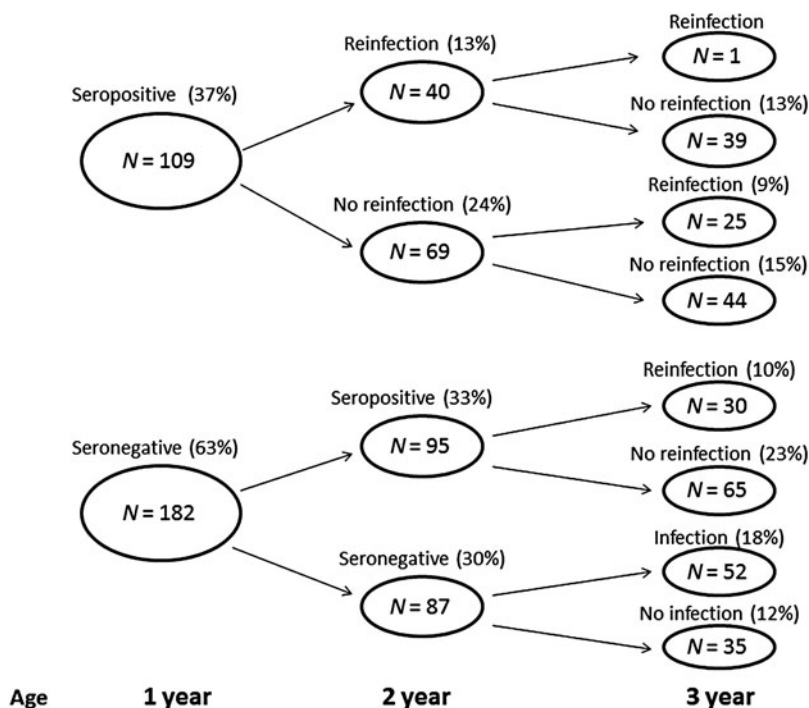 Reinfection
N = 1
Reinfection (13%)
N = 40
No reinfection (13%)
N = 39
Seropositive (37%)
N = 109
Reinfection (9%)
N = 25
No reinfection (24%)
N = 69
No reinfection (15%)
N = 44
Reinfection (10%)
N = 30
Seropositive (33%)
N = 95
No reinfection (23%)
N = 65
Seronegative (63%)
N = 182
Infection (18%)
N = 52
Seronegative (30%)
N = 87
No infection (12%)
N = 35
Age 1 year 2 year 3 year